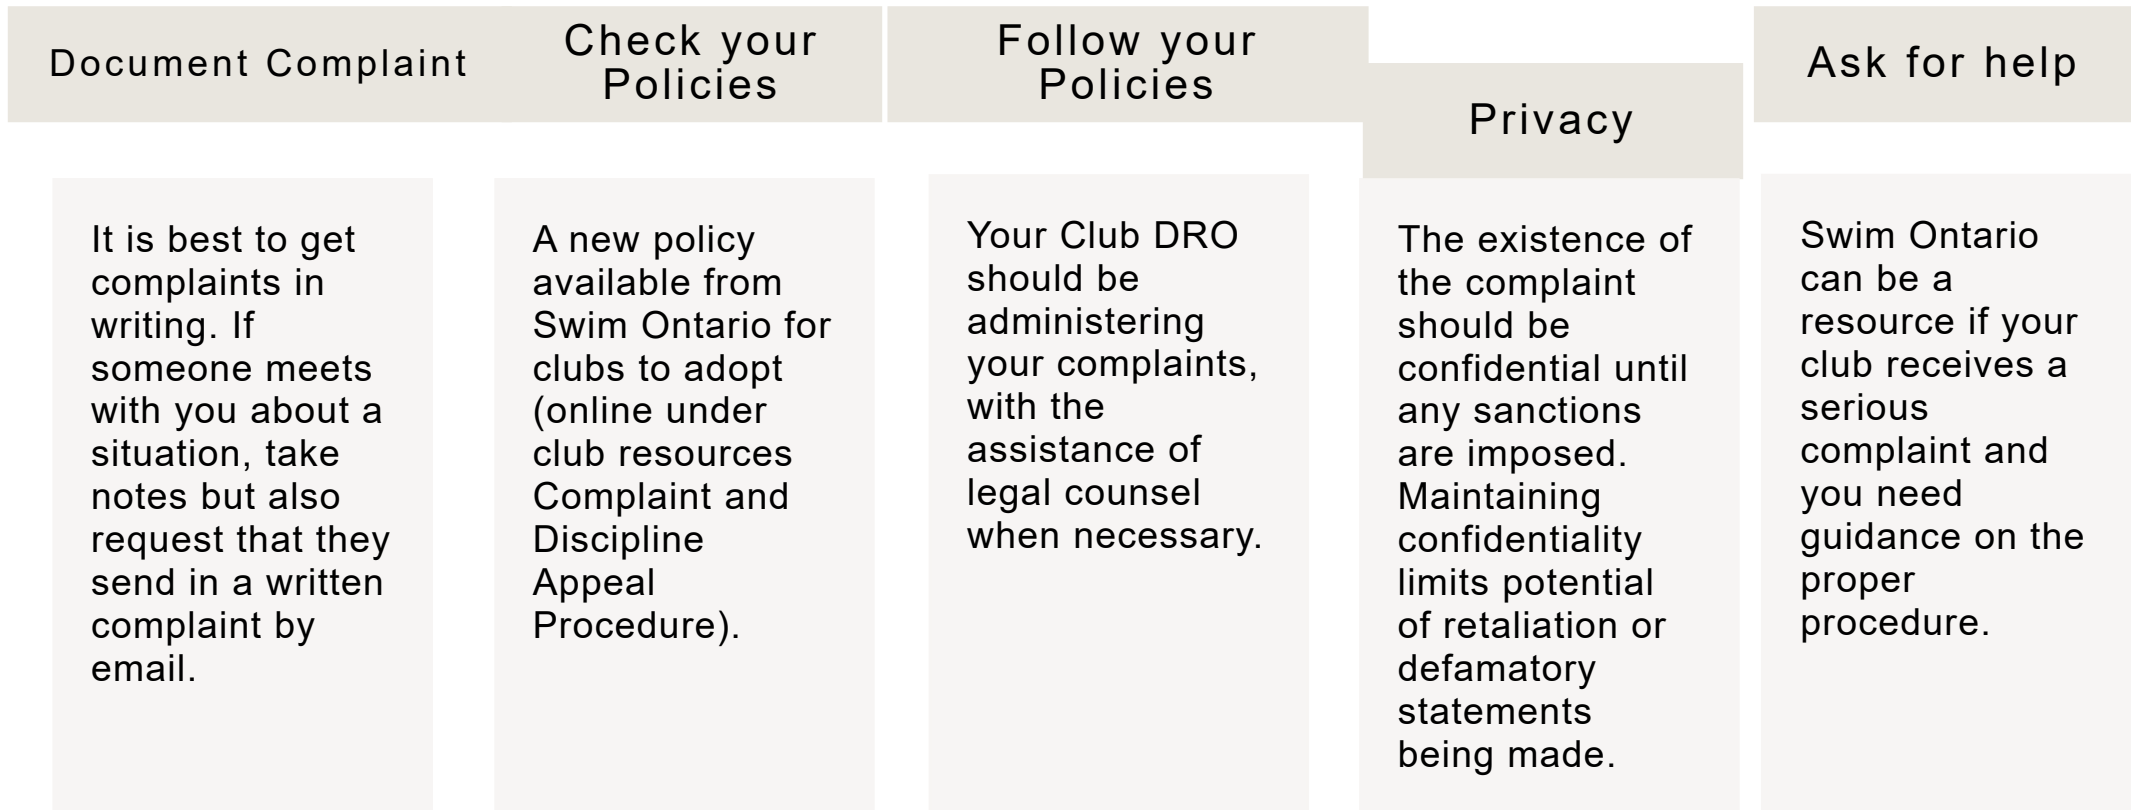 Document Complaint
It is best to get
complaints in
writing. If
someone meets
with you about a
situation, take
notes but also
request that they
send in a written
complaint by
email.
Check your
Policies
A new policy
available from
Swim Ontario for
clubs to adopt
(online under
club resources
Complaint and
Discipline
Appeal
Procedure).
Follow your
Policies
Your Club DRO
should be
administering
your complaints,
with the
assistance of
legal counsel
when necessary.
Privacy
The existence of
the complaint
should be
confidential until
any sanctions
are imposed.
Maintaining
confidentiality
limits potential
of retaliation or
defamatory
statements
being made.
Ask for help
Swim Ontario
can be a
resource if your
club receives a
serious
complaint and
you need
guidance on the
proper
procedure.